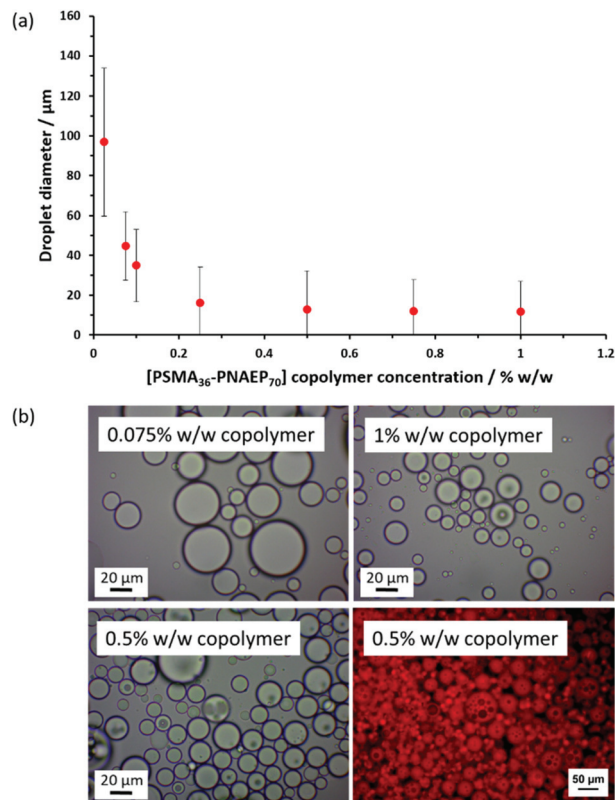 (a)
160
140
120
100
80
60
40
20
0
Droplet diameter / μm
0 0.2 0.4 0.6 0.8 1 1.2
[PSMA₃₆-PNAEP₇₀] copolymer concentration / % w/w
(b)
0.075% w/w copolymer
20 μm
1% w/w copolymer
20 μm
0.5% w/w copolymer
20 μm
0.5% w/w copolymer
50 μm